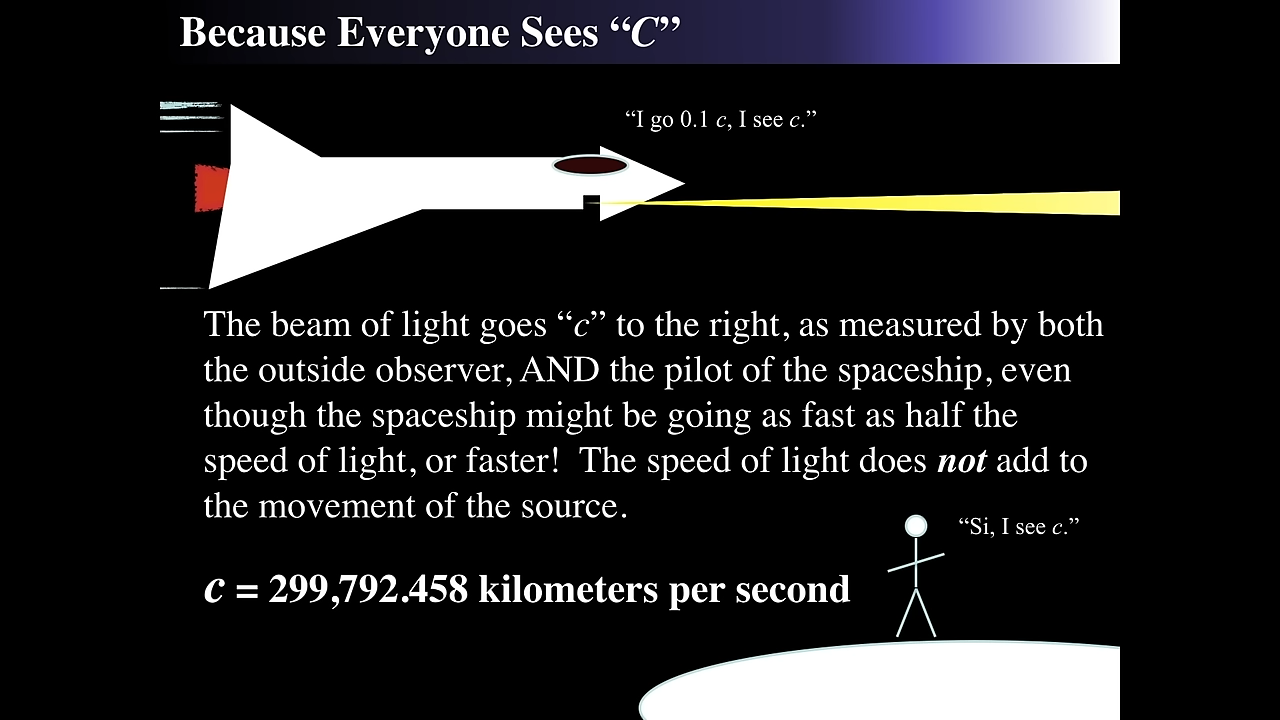 Because Everyone Sees “C”
“I go 0.1 c, I see c.”
The beam of light goes “c” to the right, as measured by both
the outside observer, AND the pilot of the spaceship, even
though the spaceship might be going as fast as half the
speed of light, or faster!  The speed of light does not add to
the movement of the source.
“Si, I see c.”
c = 299,792.458 kilometers per second